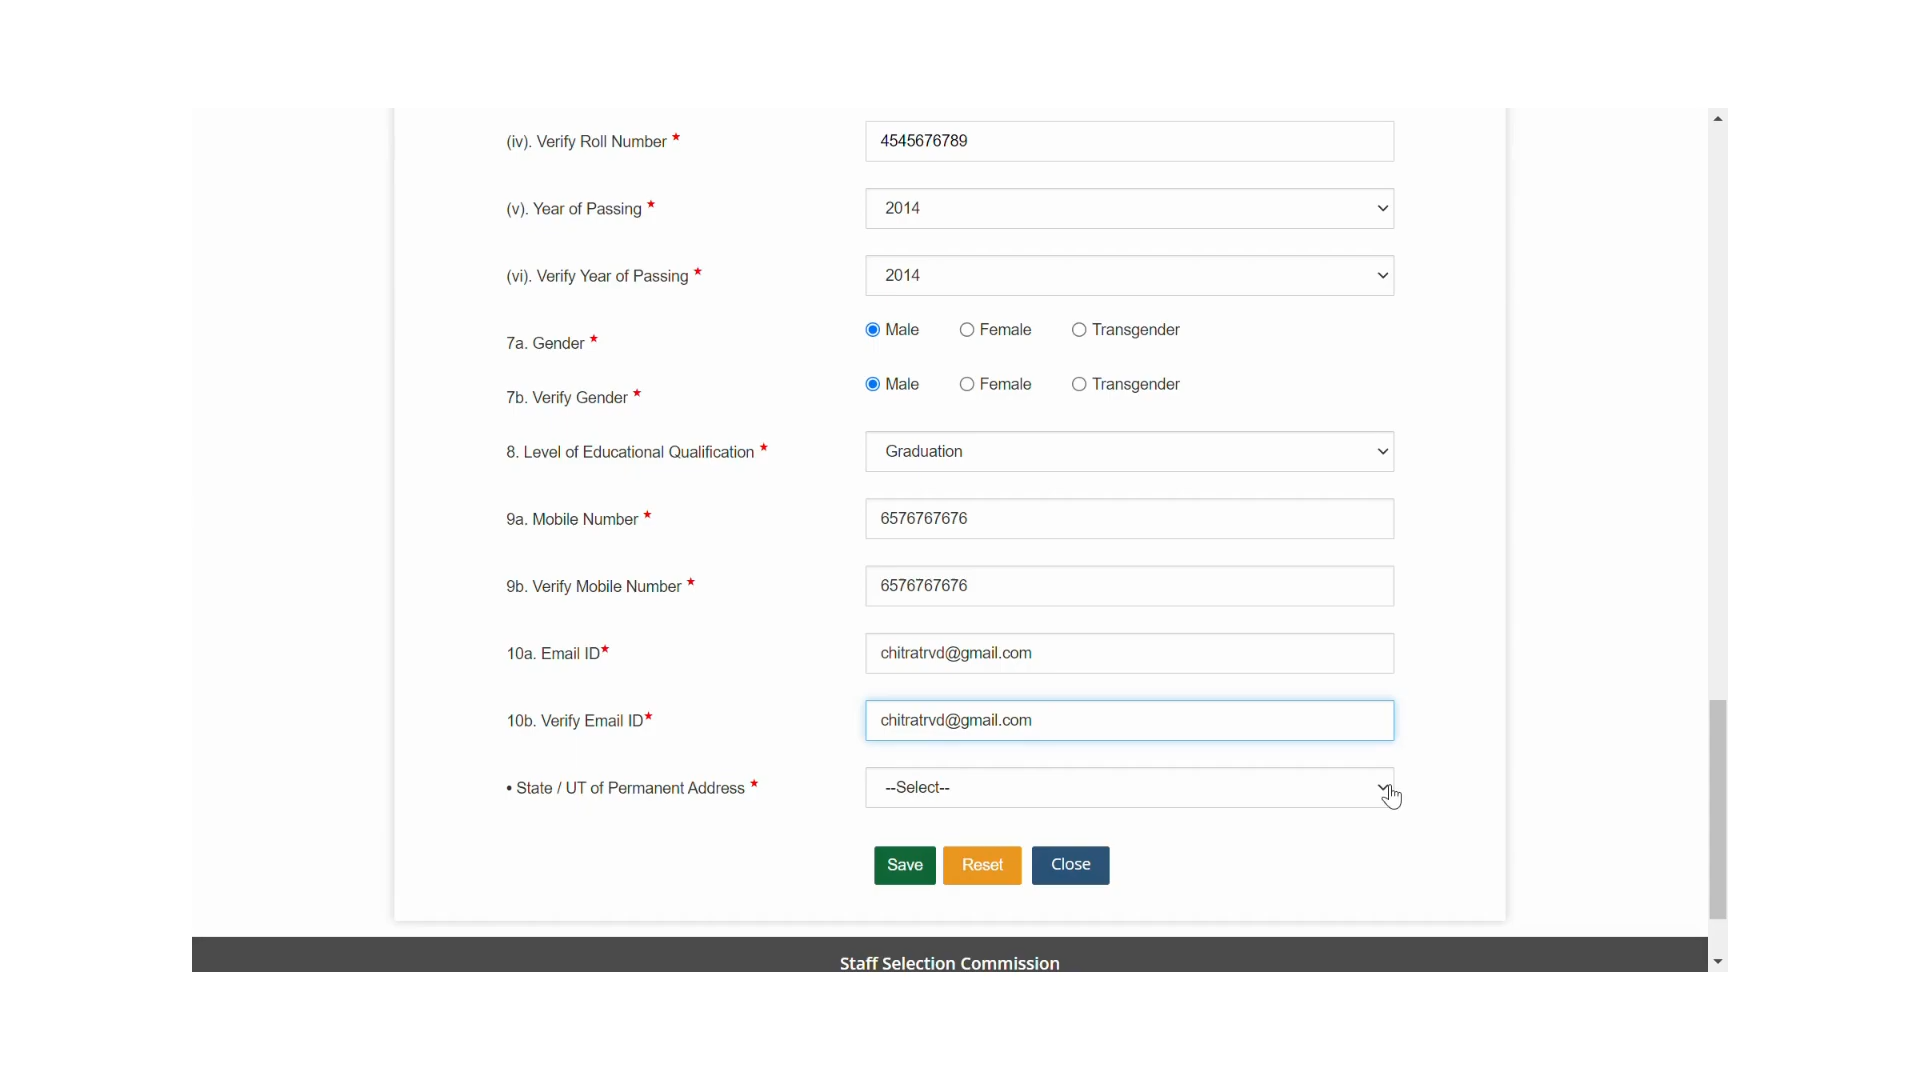 (iv). Verify Roll Number * 4545676789
(v). Year of Passing * 2014
(vi). Verify Year of Passing * 2014
7a. Gender * Male Female Transgender
7b. Verify Gender * Male Female Transgender
8. Level of Educational Qualification * Graduation
9a. Mobile Number * 6576767676
9b. Verify Mobile Number * 6576767676
10a. Email ID* chitratrvd@gmail.com
10b. Verify Email ID* chitratrvd@gmail.com
• State / UT of Permanent Address * --Select--
Save Reset Close
Staff Selection Commission